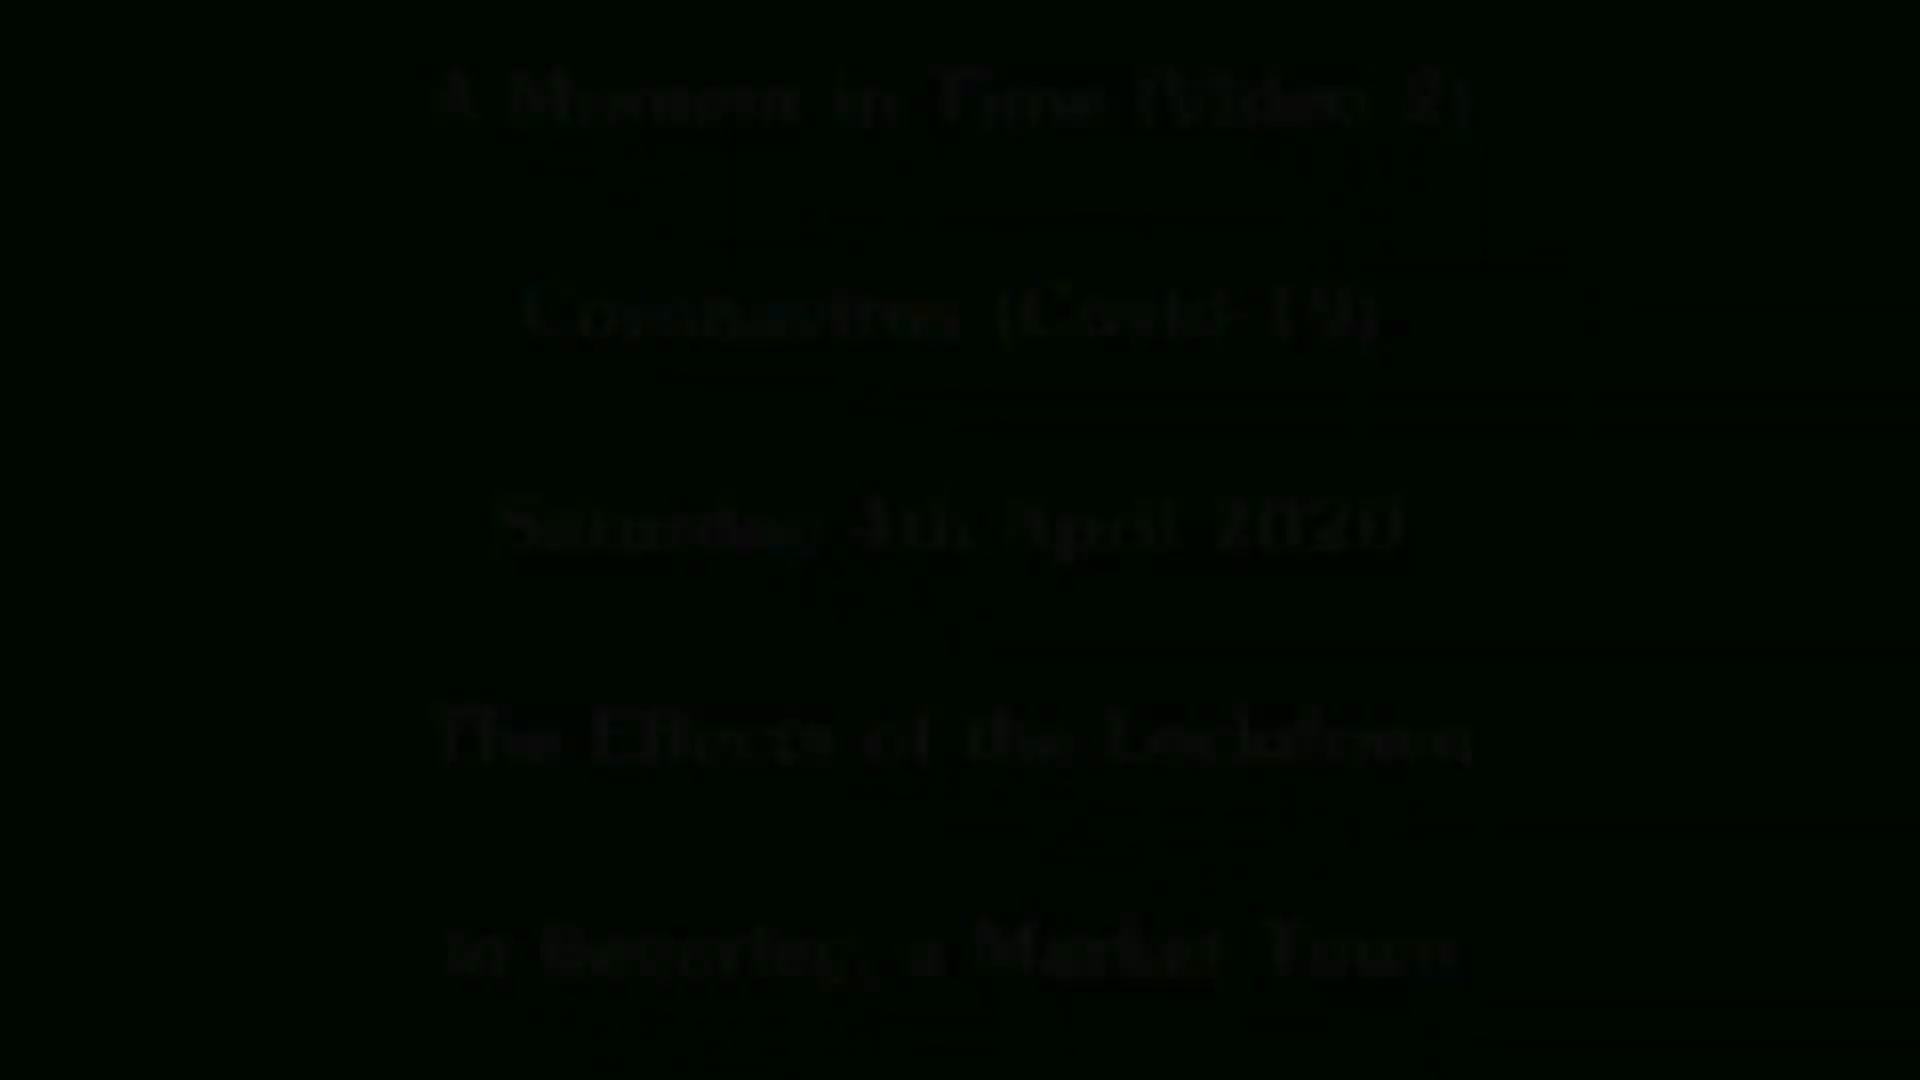 A Moment in Time (Video 2)
Coronavirus (Covid-19)
Saturday 4th April 2020
The Effects of the Lockdown
in Beverley, a Market Town